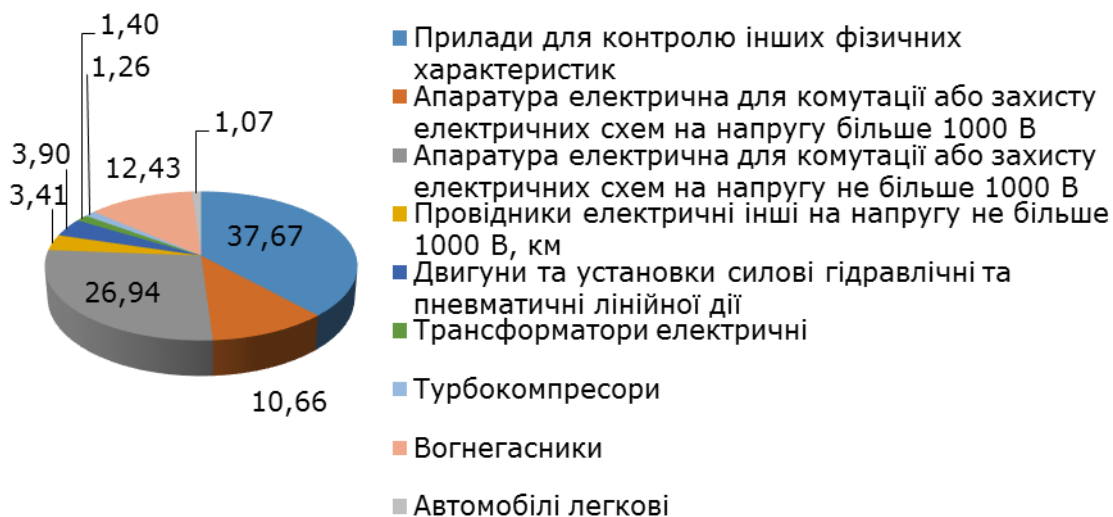 1,40
1,26
1,07
3,90
12,43
3,41
37,67
26,94
10,66
Прилади для контролю інших фізичних
характеристик
Апаратура електрична для комутації або захисту
електричних схем на напругу більше 1000 В
Апаратура електрична для комутації або захисту
електричних схем на напругу не більше 1000 В
Провідники електричні інші на напругу не більше
1000 В, км
Двигуни та установки силові гідравлічні та
пневматичні лінійної дії
Трансформатори електричні
Турбокомпресори
Вогнегасники
Автомобілі легкові